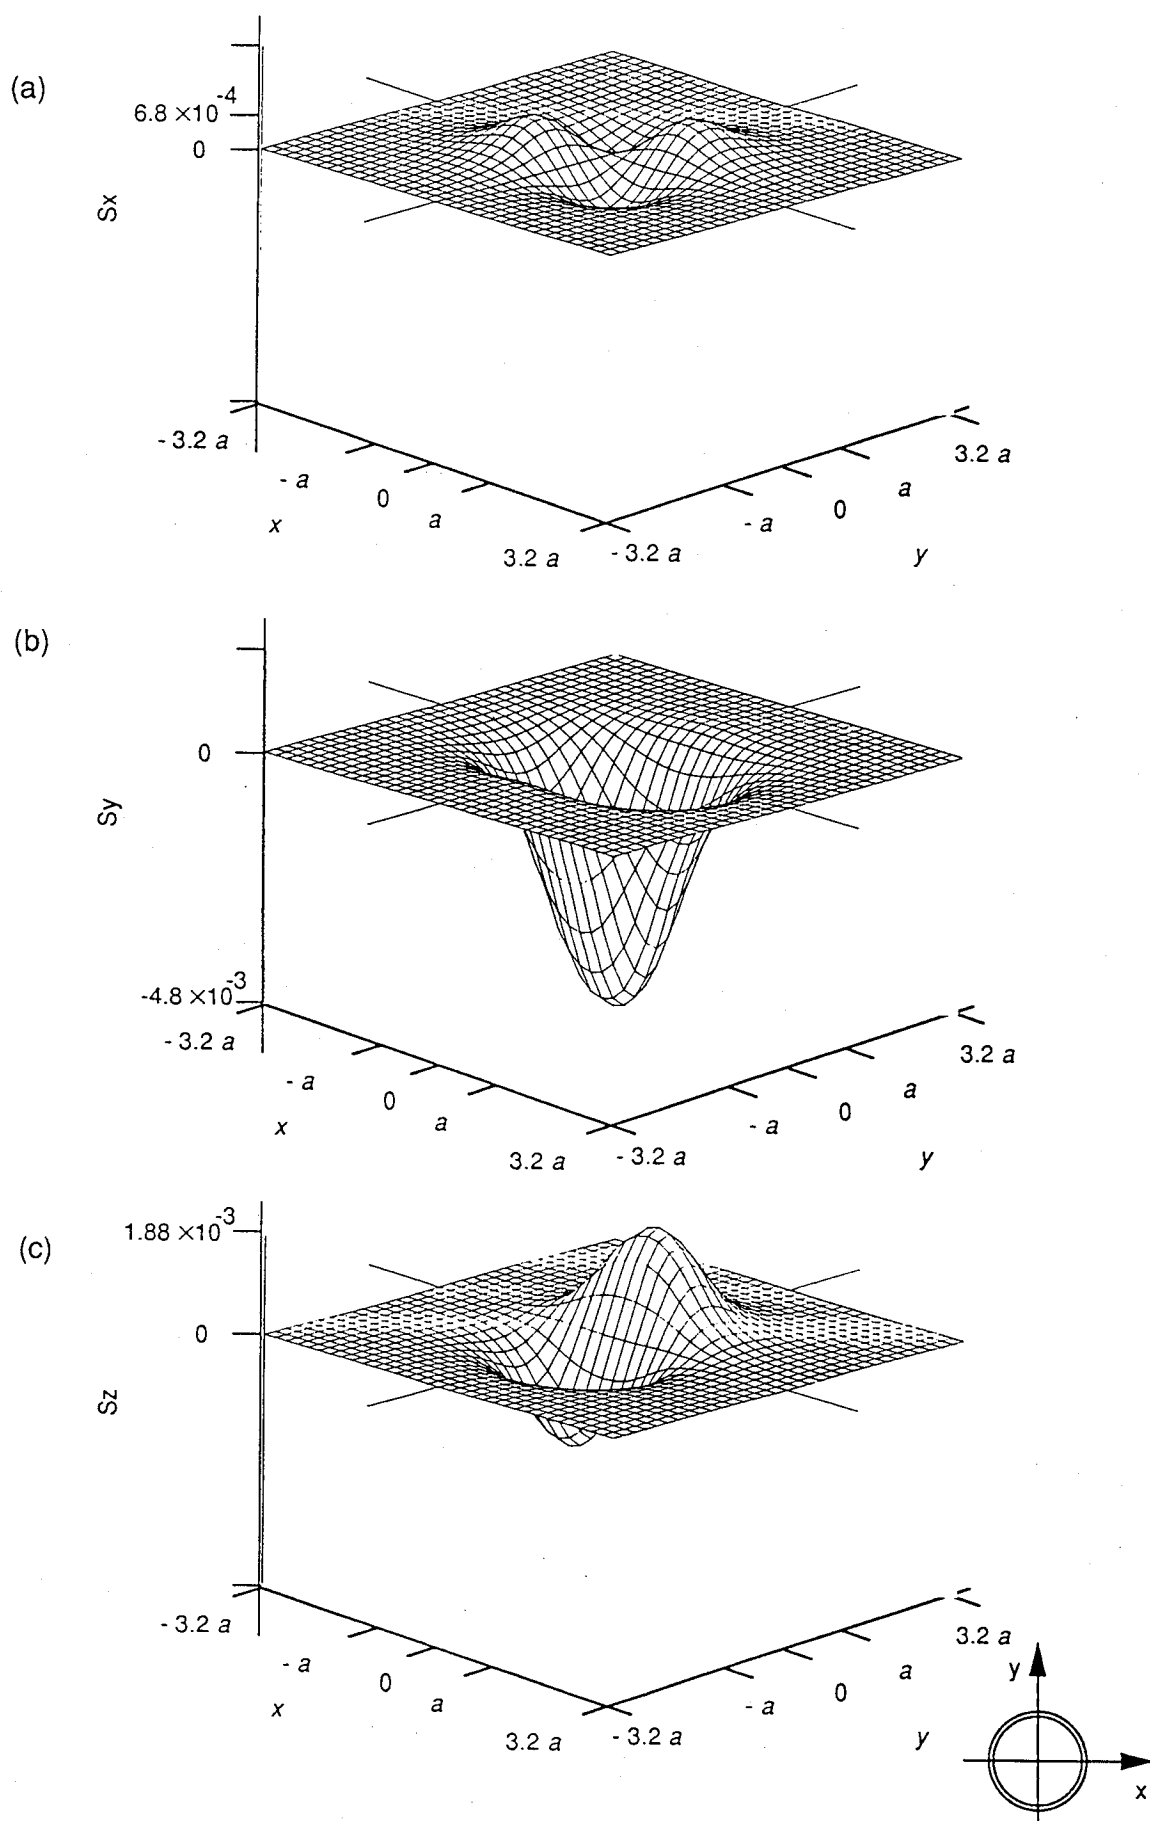 (a)
6.8 ×10⁻⁴
0
Sx
- 3.2 a
- a
0
a
3.2 a
x
- 3.2 a
- a
0
a
3.2 a
y
(b)
0
Sy
-4.8 ×10⁻³
- 3.2 a
- a
0
a
3.2 a
x
- 3.2 a
- a
0
a
3.2 a
y
(c)
1.88 ×10⁻³
0
Sz
- 3.2 a
- a
0
a
3.2 a
x
- 3.2 a
- a
0
a
3.2 a
y
y
x